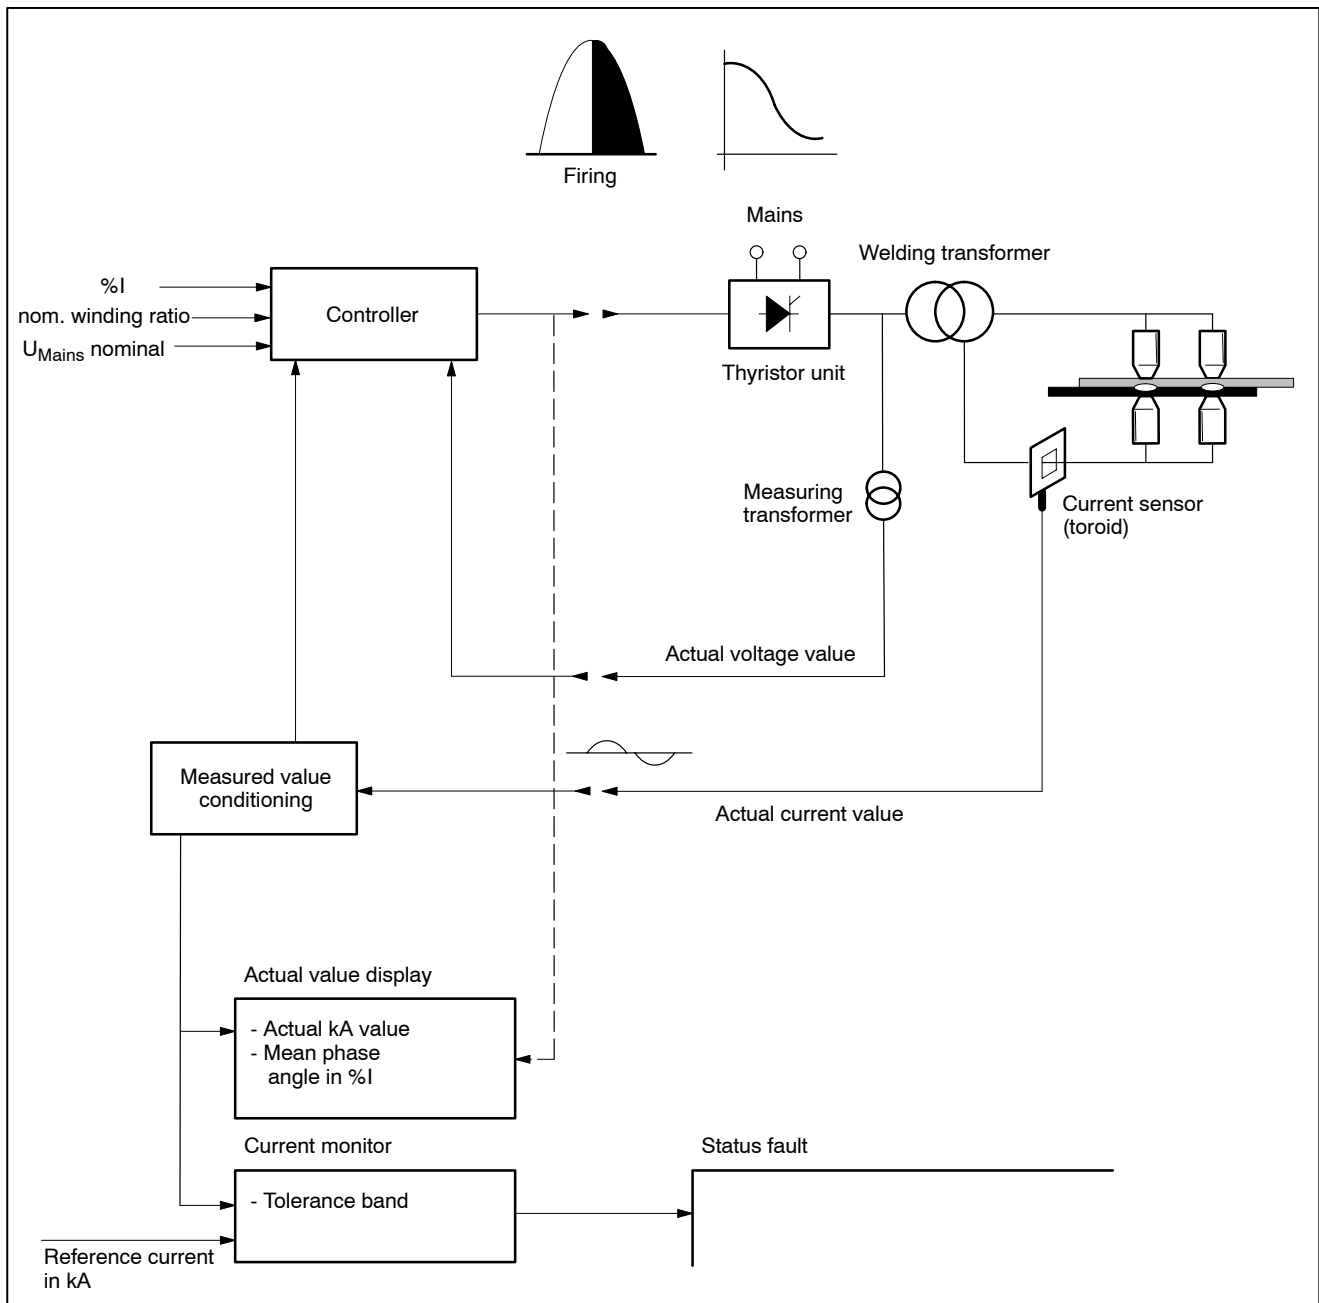 Firing
Mains
Welding transformer
%I
nom. winding ratio
UMains nominal
Controller
Thyristor unit
Measuring
transformer
Current sensor
(toroid)
Actual voltage value
Measured value
conditioning
Actual current value
Actual value display
- Actual kA value
- Mean phase
angle in %I
Current monitor
Status fault
- Tolerance band
Reference current
in kA